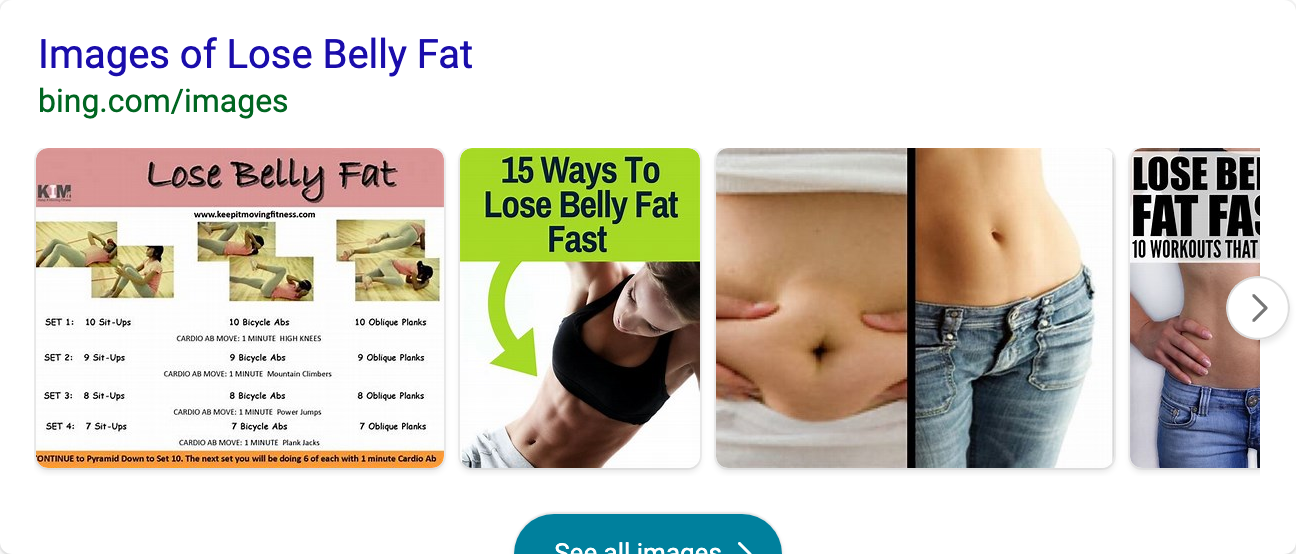 Images of Lose Belly Fat
bing.com/images
Lose Belly Fat
KIM
www.keepitmovingfitness.com
SET 1: 10 Sit-Ups 10 Bicycle Abs 10 Oblique Planks
CARDIO AB MOVE: 1 MINUTE HIGH KNEES
SET 2: 9 Sit-Ups 9 Bicycle Abs 9 Oblique Planks
CARDIO AB MOVE: 1 MINUTE Mountain Climbers
SET 3: 8 Sit-Ups 8 Bicycle Abs 8 Oblique Planks
CARDIO AB MOVE: 1 MINUTE Power Jumps
SET 4: 7 Sit-Ups 7 Bicycle Abs 7 Oblique Planks
CARDIO AB MOVE: 1 MINUTE Plank Jacks
ONTINUE to Pyramid Down to Set 10. The next set you will be doing 6 of each with 1 minute Cardio Ab
15 Ways To
Lose Belly Fat
Fast
LOSE BE
FAT FA
10 WORKOUTS THAT
See all images